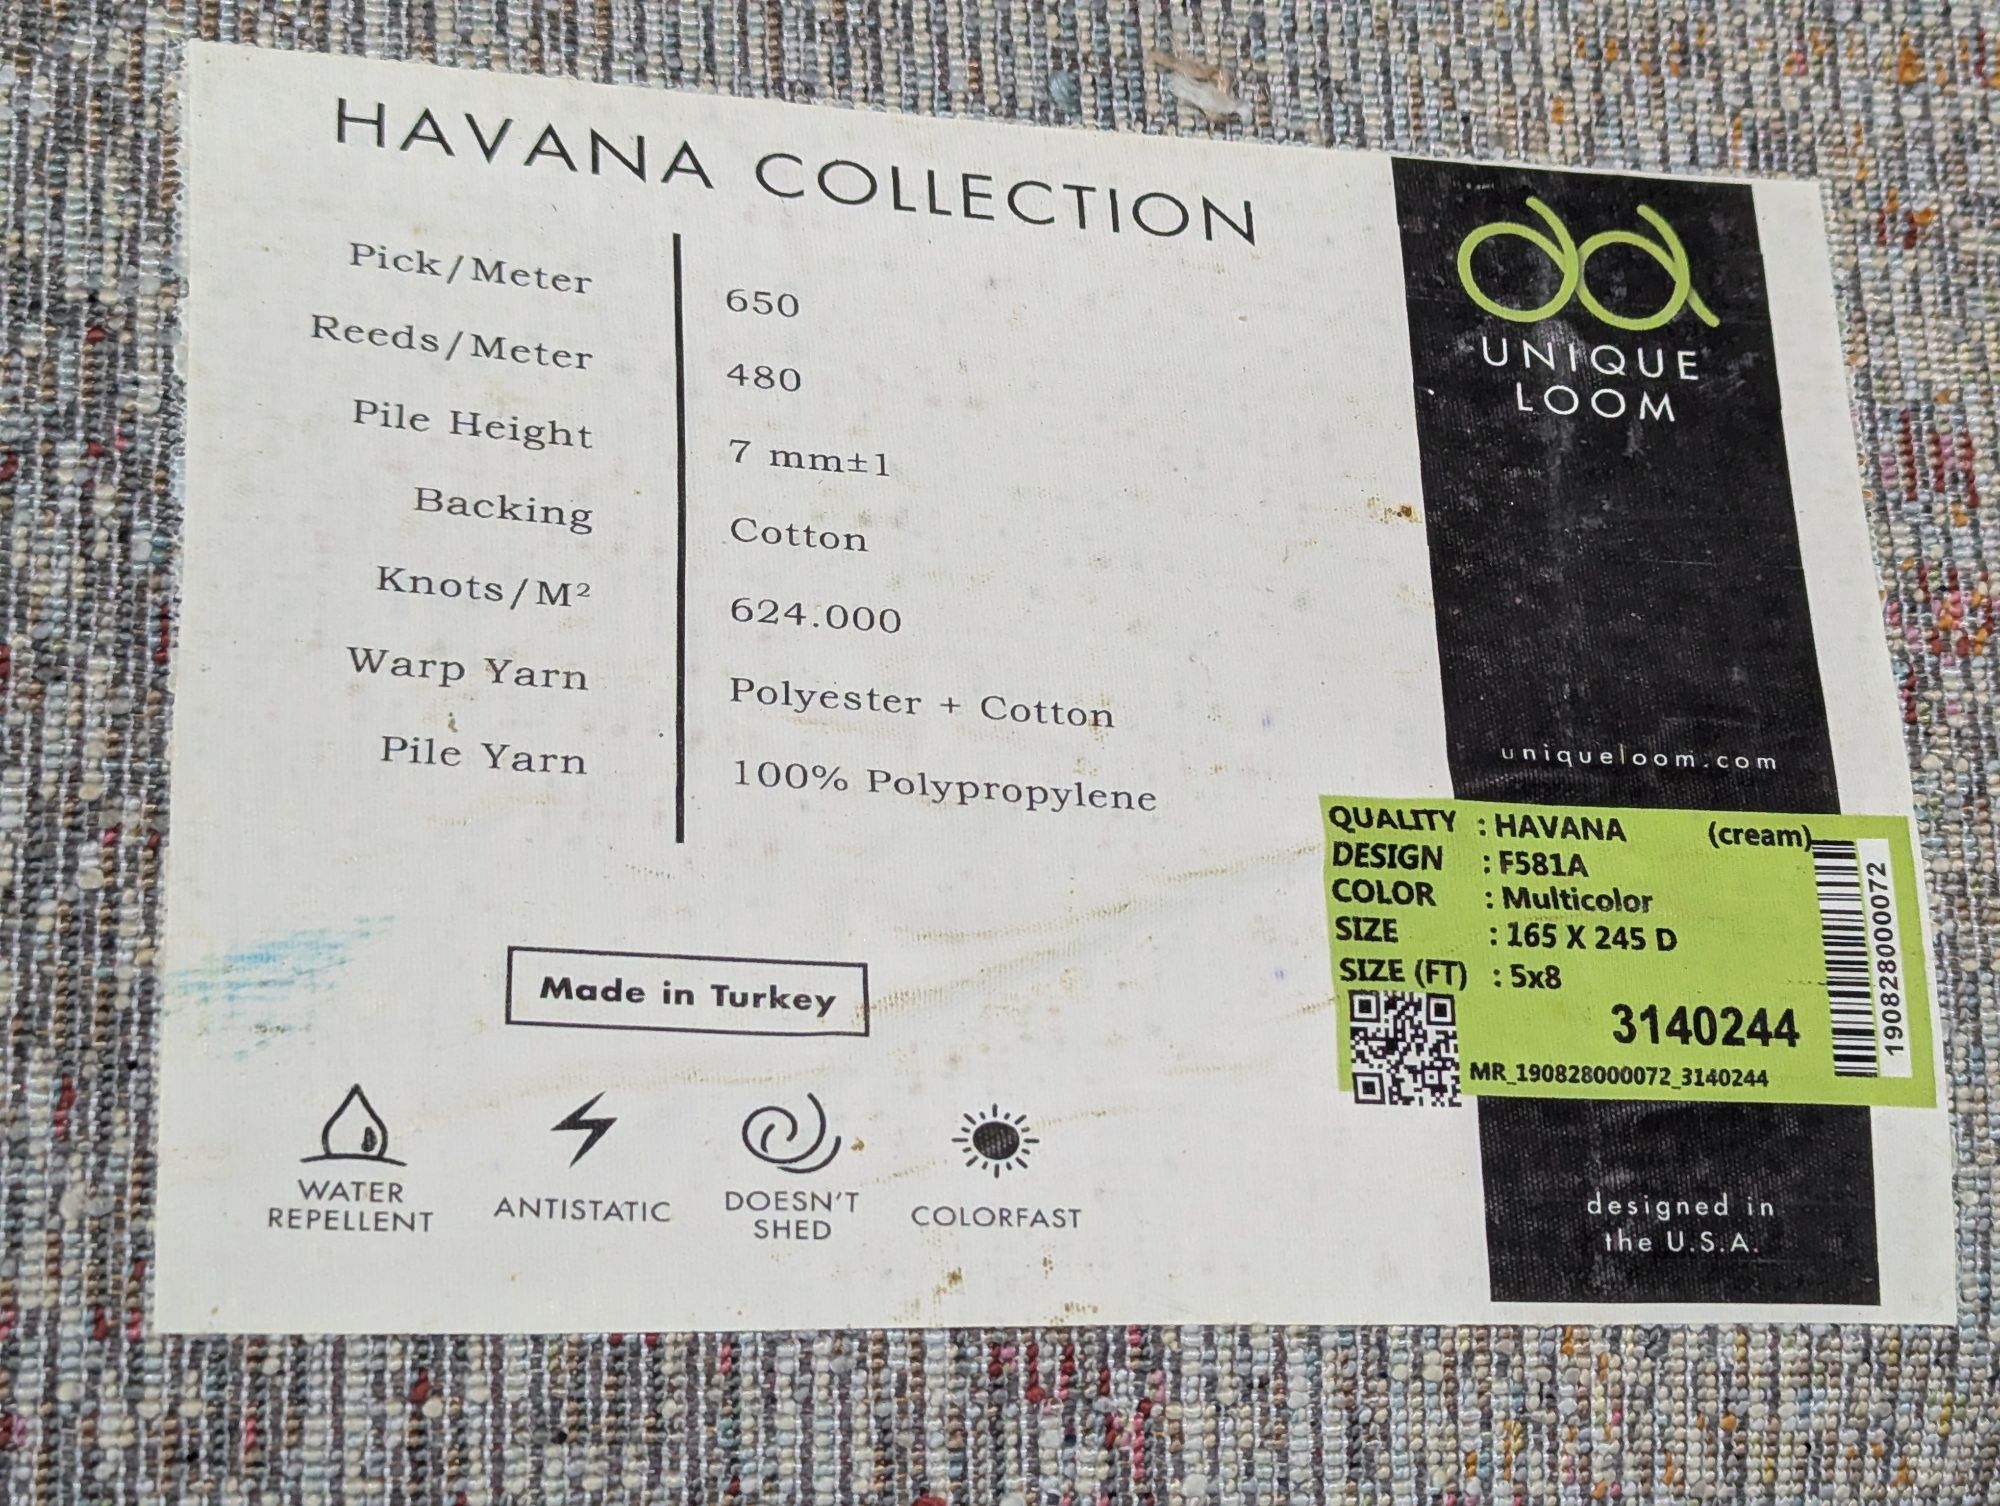 HAVANA COLLECTION
Pick/Meter 650
Reeds/Meter 480
Pile Height 7 mm±1
Backing Cotton
Knots/M² 624.000
Warp Yarn Polyester + Cotton
Pile Yarn 100% Polypropylene
Made in Turkey
WATER
REPELLENT
ANTISTATIC
DOESN'T
SHED
COLORFAST
UNIQUE
LOOM
uniqueloom.com
QUALITY : HAVANA (cream)
DESIGN : F581A
COLOR : Multicolor
SIZE : 165 X 245 D
SIZE (FT) : 5x8
3140244
MR_190828000072_3140244
190828000072
designed in
the U.S.A.